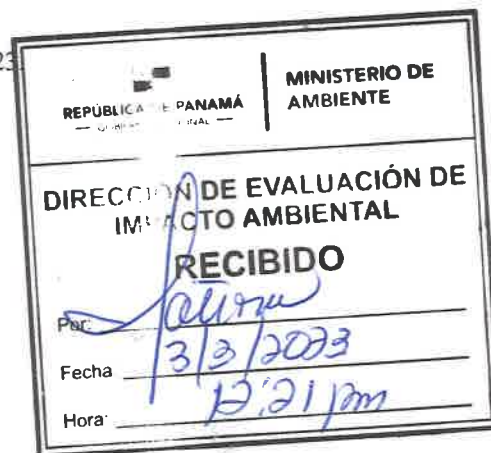 23
REPÚBLICA DE PANAMÁ
MINISTERIO DE
AMBIENTE
DIRECCIÓN DE EVALUACIÓN DE
IMPACTO AMBIENTAL
RECIBIDO
Por:
Fecha 3/3/2023
Hora: 12:21 pm